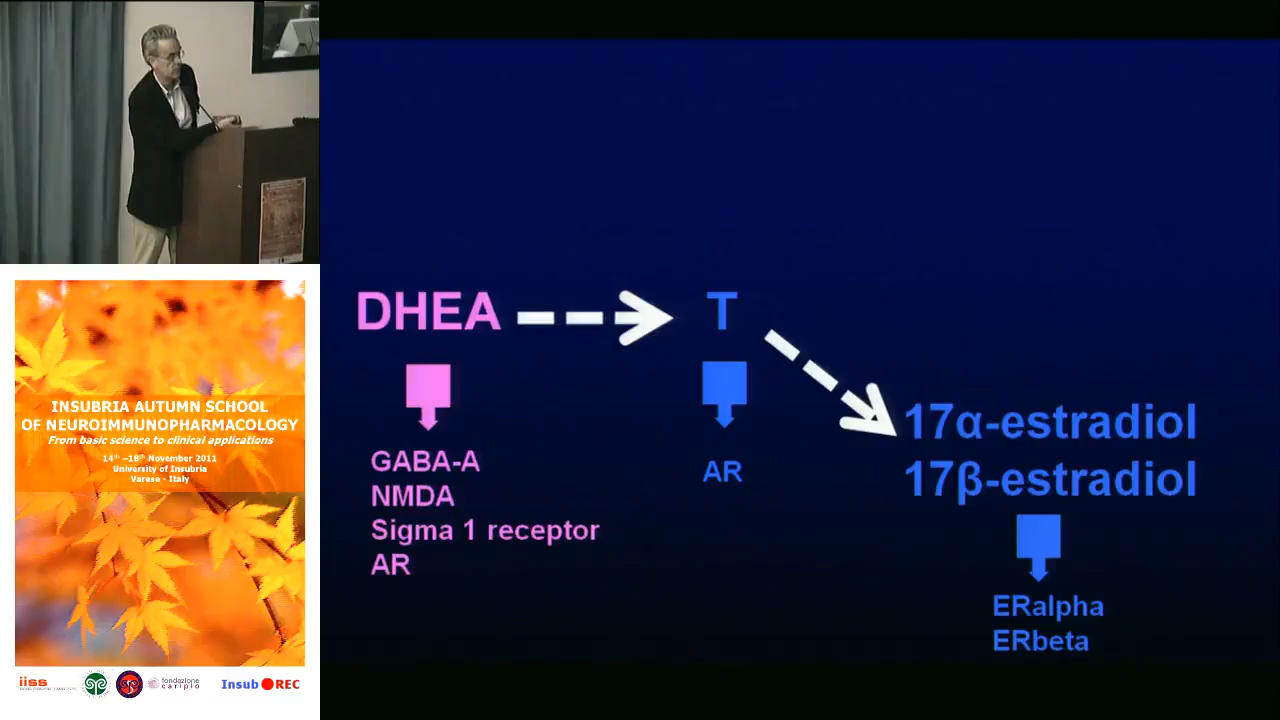 DHEA
T
17α-estradiol
17β-estradiol
GABA-A
NMDA
Sigma 1 receptor
AR
AR
ERalpha
ERbeta
INSUBRIA AUTUMN SCHOOL
OF NEUROIMMUNOPHARMACOLOGY
From basic science to clinical applications
14th –18th November 2011
University of Insubria
Varese - Italy
iiss
fondazione
cariplo
Insub REC